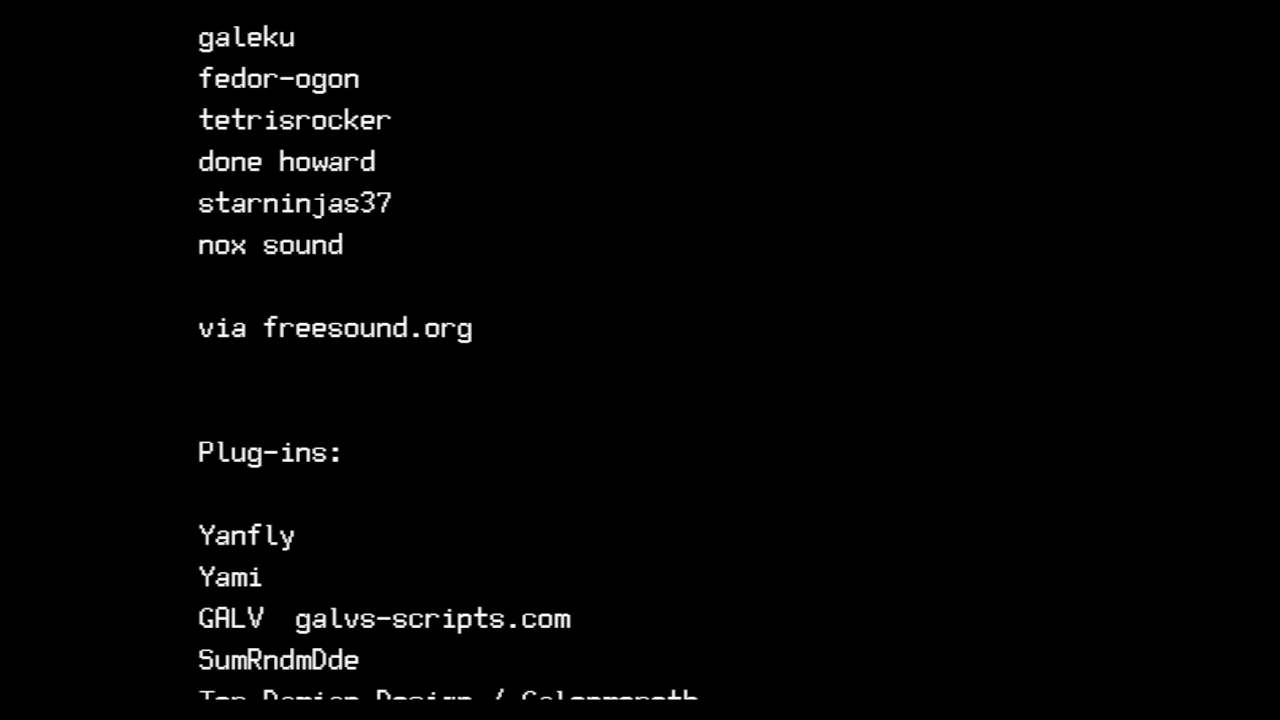 galeku
fedor-ogon
tetrisrocker
done howard
starninjas37
nox sound
via freesound.org
Plug-ins:
Yanfly
Yami
GALV  galvs-scripts.com
SumRndmDde
/